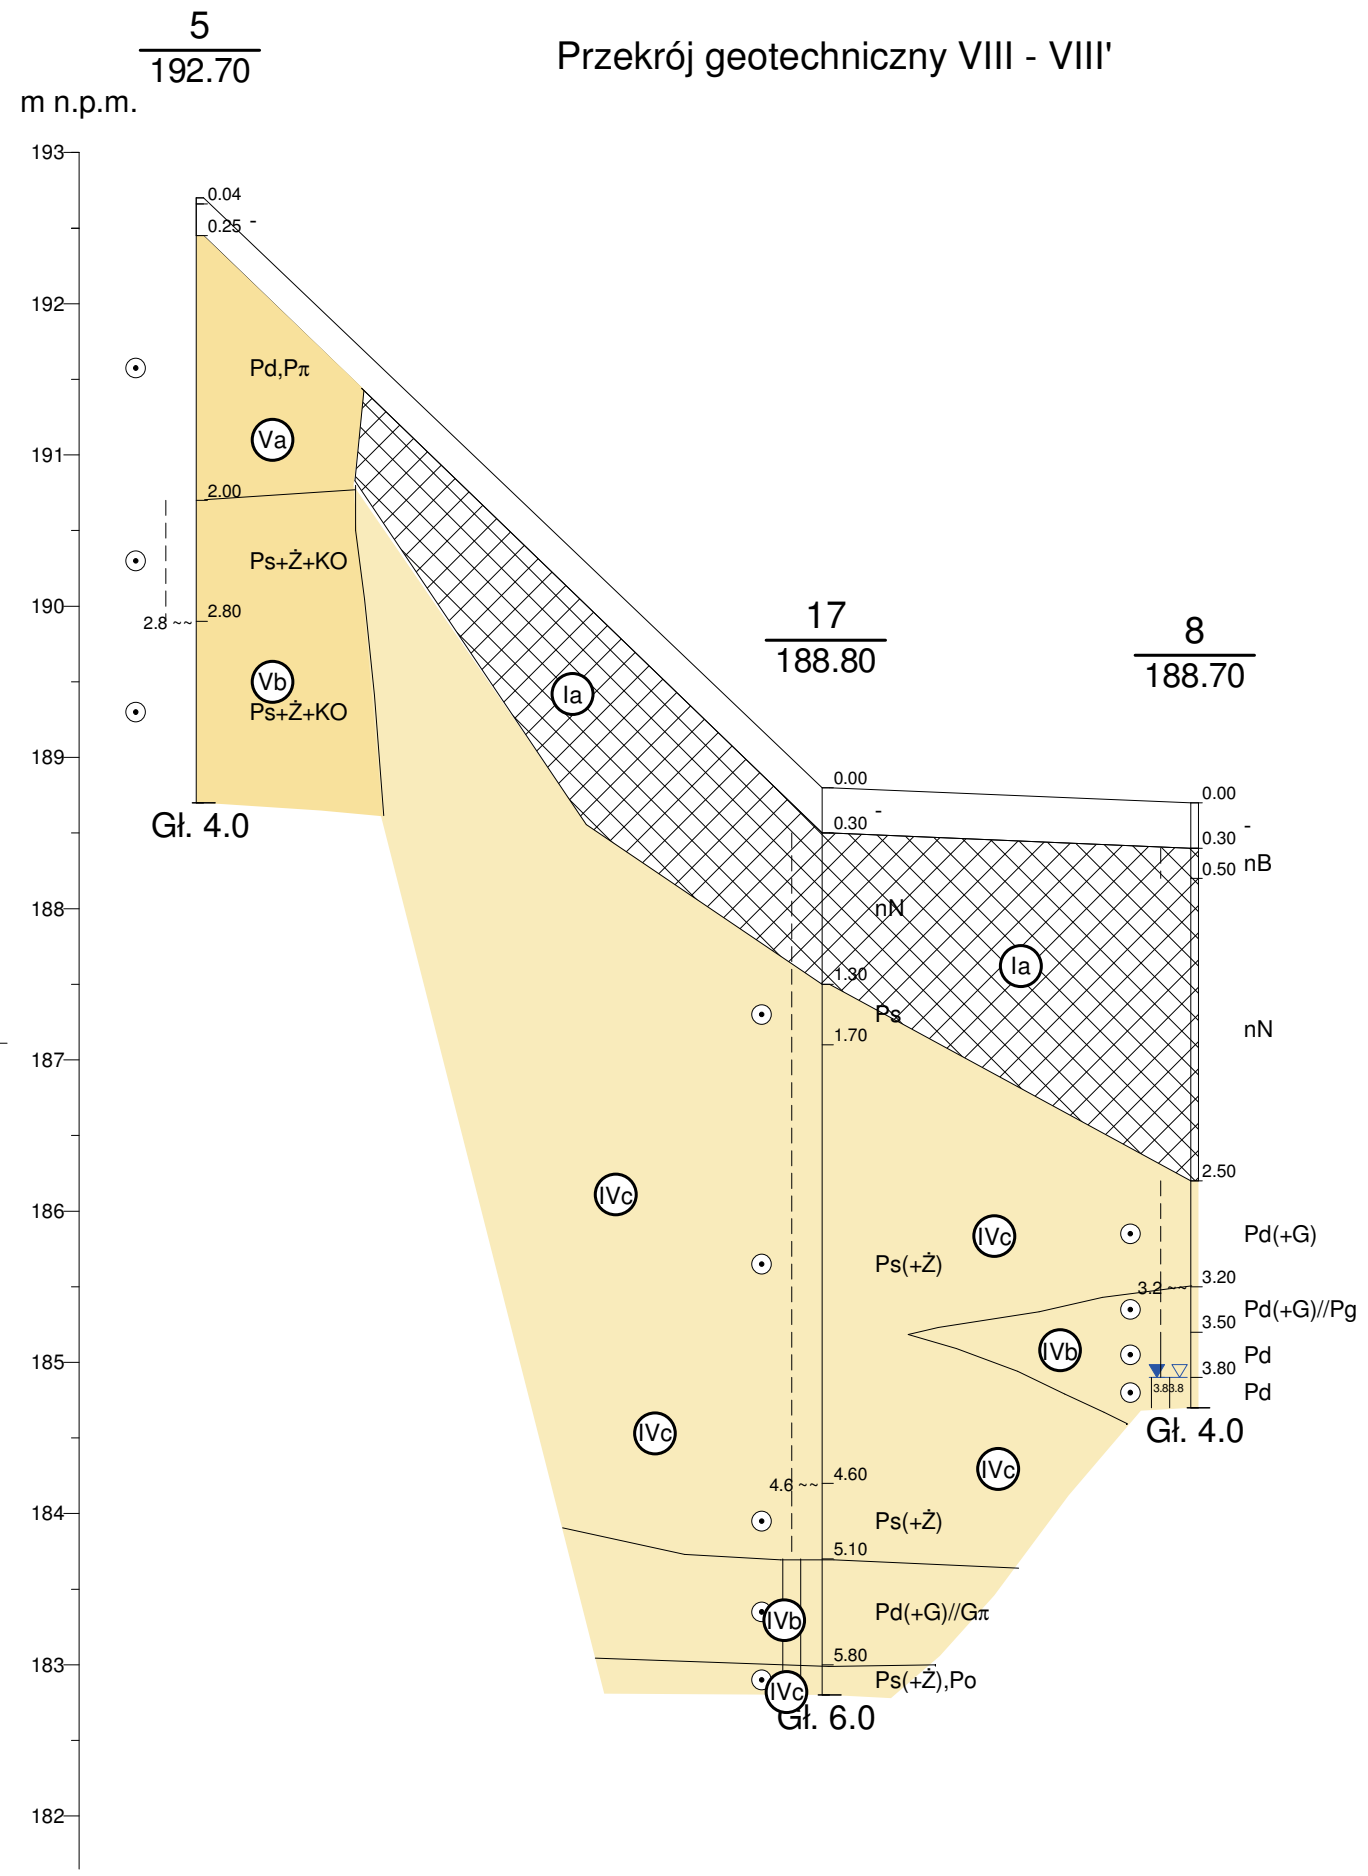 5
192.70
Przekrój geotechniczny VIII - VIII'
m n.p.m.
193
0.04
0.25 -
192
Pd,Pπ
Va
191
2.00
Ps+Ż+KO
190
2.8 ~~
2.80
Vb
Ps+Ż+KO
189
Gł. 4.0
Ia
17
188.80
8
188.70
0.00
-
0.30
0.00
-
0.30
nB
0.50
188
nN
Ia
1.30
Ps
nN
187
1.70
2.50
186
IVc
IVc
Pd(+G)
Ps(+Ż)
3.2 ~~
3.20
Pd(+G)//Pg
3.50
185
IVb
Pd
3.80
3.8 3.8
Pd
Gł. 4.0
IVc
IVc
4.6 ~~
4.60
184
Ps(+Ż)
5.10
IVb
Pd(+G)//Gπ
183
5.80
IVc
Ps(+Ż),Po
Gł. 6.0
182